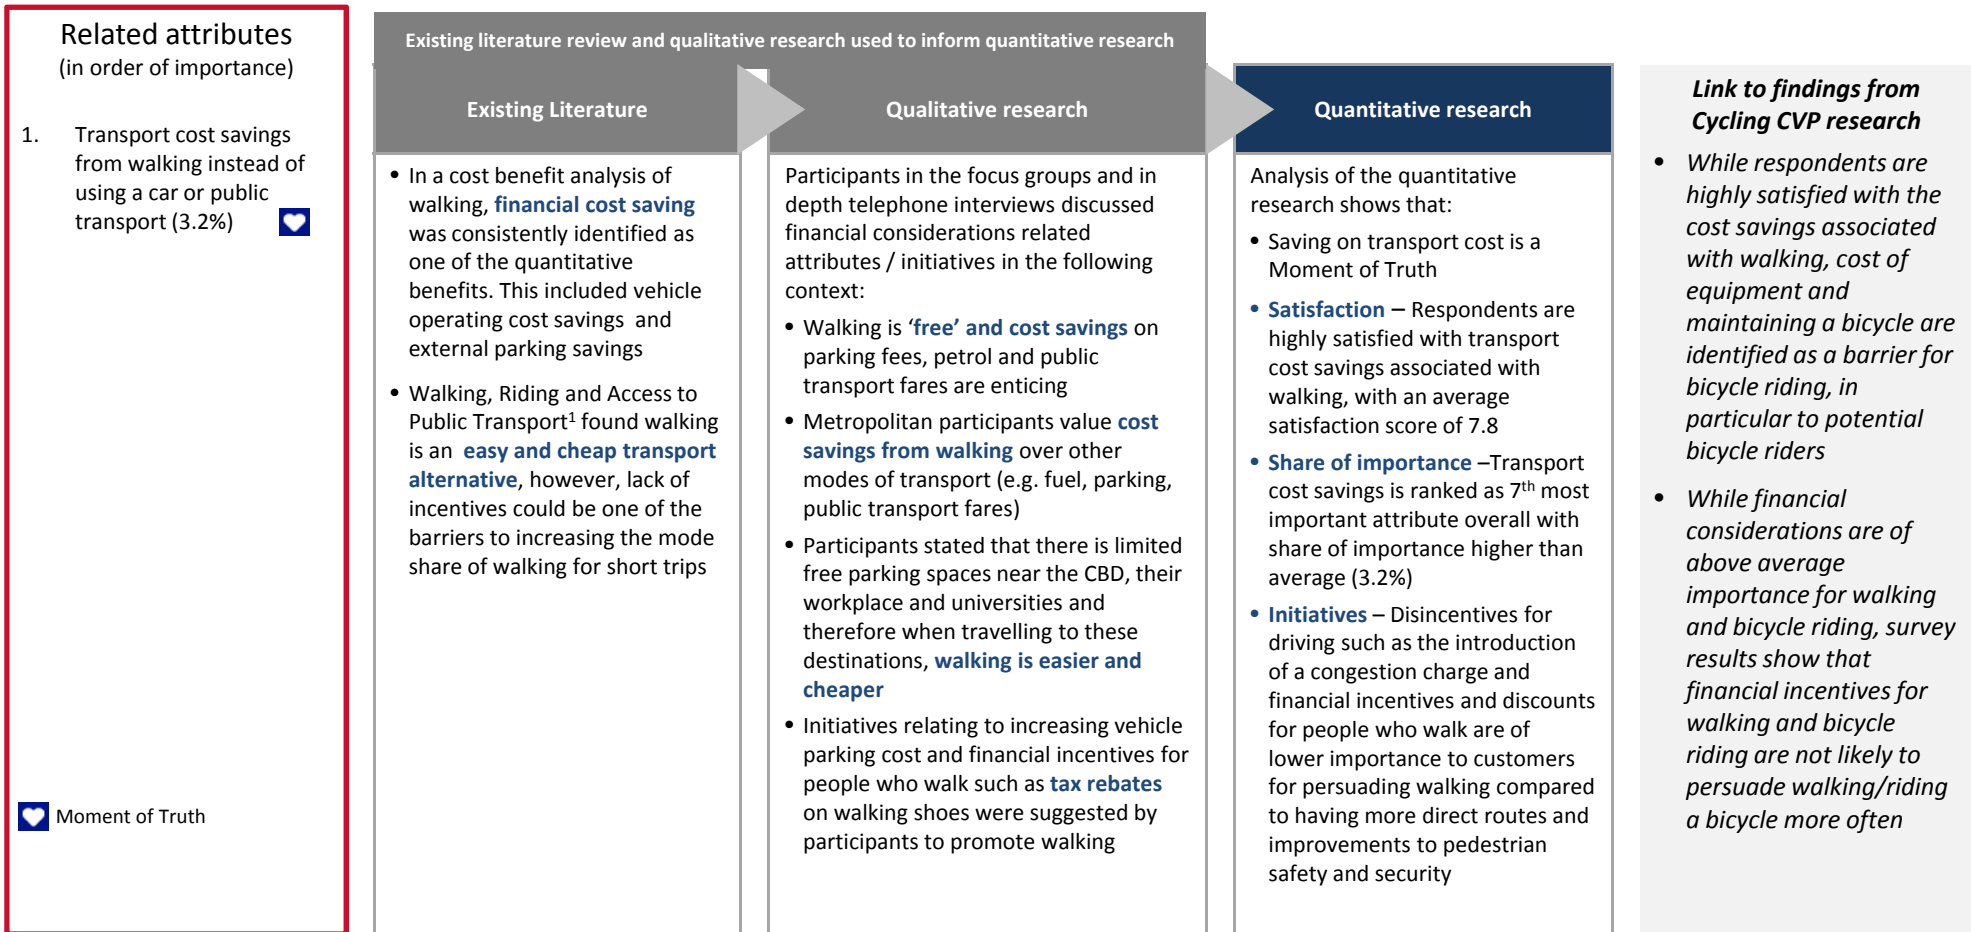 Related attributes
(in order of importance)
1. Transport cost savings
from walking instead of
using a car or public
transport (3.2%)
Moment of Truth
Existing literature review and qualitative research used to inform quantitative research
Existing Literature
• In a cost benefit analysis of
walking, financial cost saving
was consistently identified as
one of the quantitative
benefits. This included vehicle
operating cost savings and
external parking savings
• Walking, Riding and Access to
Public Transport¹ found walking
is an easy and cheap transport
alternative, however, lack of
incentives could be one of the
barriers to increasing the mode
share of walking for short trips
Qualitative research
Participants in the focus groups and in
depth telephone interviews discussed
financial considerations related
attributes / initiatives in the following
context:
• Walking is ‘free’ and cost savings on
parking fees, petrol and public
transport fares are enticing
• Metropolitan participants value cost
savings from walking over other
modes of transport (e.g. fuel, parking,
public transport fares)
• Participants stated that there is limited
free parking spaces near the CBD, their
workplace and universities and
therefore when travelling to these
destinations, walking is easier and
cheaper
• Initiatives relating to increasing vehicle
parking cost and financial incentives for
people who walk such as tax rebates
on walking shoes were suggested by
participants to promote walking
Quantitative research
Analysis of the quantitative
research shows that:
• Saving on transport cost is a
Moment of Truth
• Satisfaction – Respondents are
highly satisfied with transport
cost savings associated with
walking, with an average
satisfaction score of 7.8
• Share of importance –Transport
cost savings is ranked as 7th most
important attribute overall with
share of importance higher than
average (3.2%)
• Initiatives – Disincentives for
driving such as the introduction
of a congestion charge and
financial incentives and discounts
for people who walk are of
lower importance to customers
for persuading walking compared
to having more direct routes and
improvements to pedestrian
safety and security
Link to findings from
Cycling CVP research
• While respondents are
highly satisfied with the
cost savings associated
with walking, cost of
equipment and
maintaining a bicycle are
identified as a barrier for
bicycle riding, in
particular to potential
bicycle riders
• While financial
considerations are of
above average
importance for walking
and bicycle riding, survey
results show that
financial incentives for
walking and bicycle
riding are not likely to
persuade walking/riding
a bicycle more often